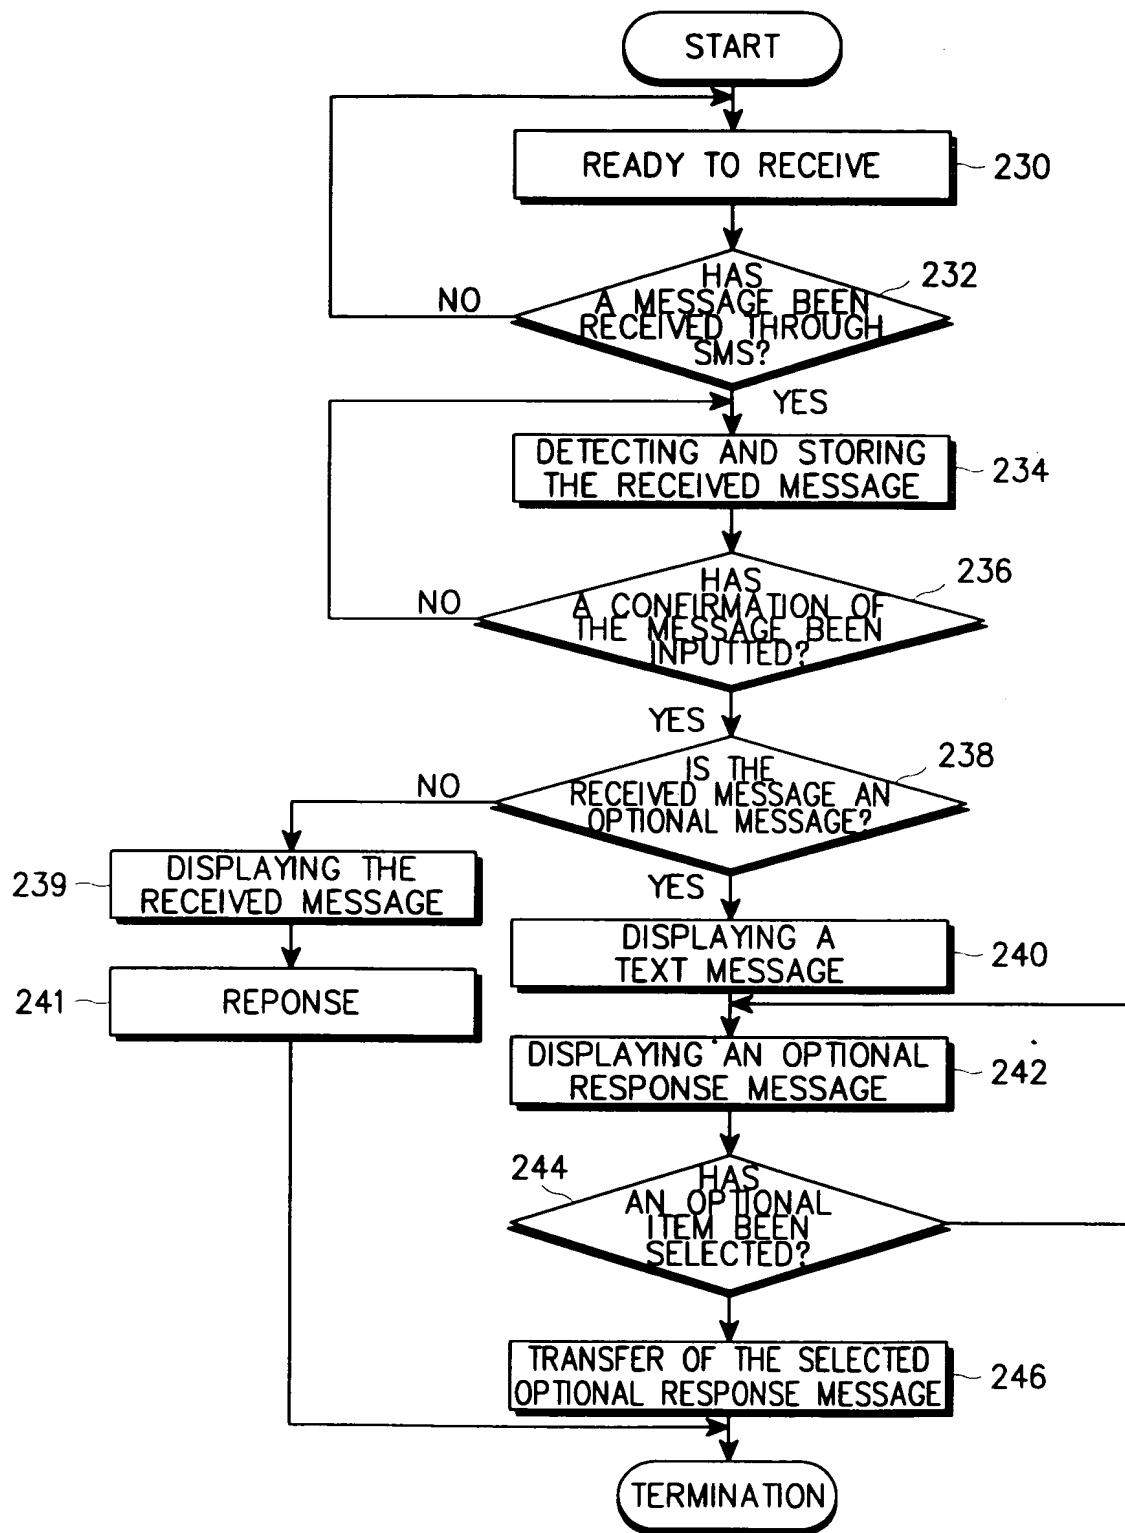 START
READY TO RECEIVE
230
HAS
A MESSAGE BEEN
RECEIVED THROUGH
SMS?
232
NO
YES
DETECTING AND STORING
THE RECEIVED MESSAGE
234
HAS
A CONFIRMATION OF
THE MESSAGE BEEN
INPUTTED?
236
NO
YES
IS THE
RECEIVED MESSAGE AN
OPTIONAL MESSAGE?
238
NO
YES
239
DISPLAYING THE
RECEIVED MESSAGE
DISPLAYING A
TEXT MESSAGE
240
241
REPONSE
DISPLAYING AN OPTIONAL
RESPONSE MESSAGE
242
244
HAS
AN OPTIONAL
ITEM BEEN
SELECTED?
TRANSFER OF THE SELECTED
OPTIONAL RESPONSE MESSAGE
246
TERMINATION